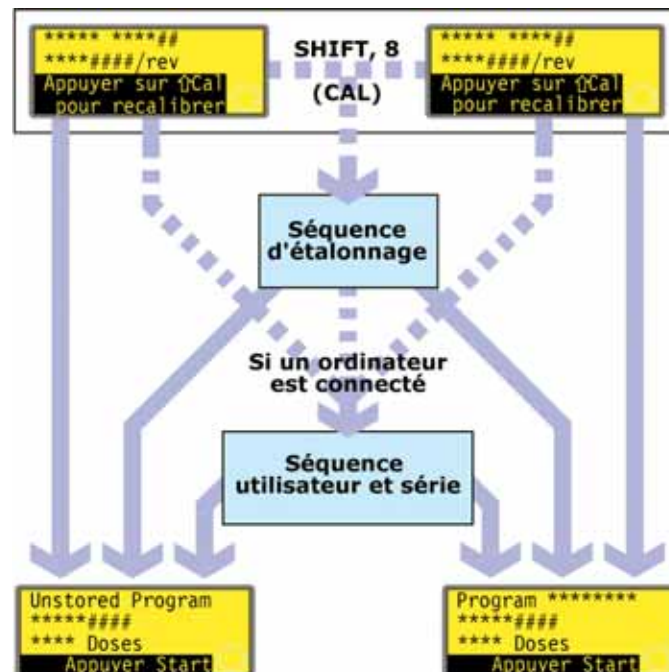 ***** ****##
****####/rev
Appuyer sur ⇧Cal
pour recalibrer
SHIFT, 8
(CAL)
***** ****##
****####/rev
Appuyer sur ⇧Cal
pour recalibrer
Séquence
d'étalonnage
Si un ordinateur
est connecté
Séquence
utilisateur et série
Unstored Program
*****####
**** Doses
Appuyer Start
Program ********
*****####
**** Doses
Appuyer Start